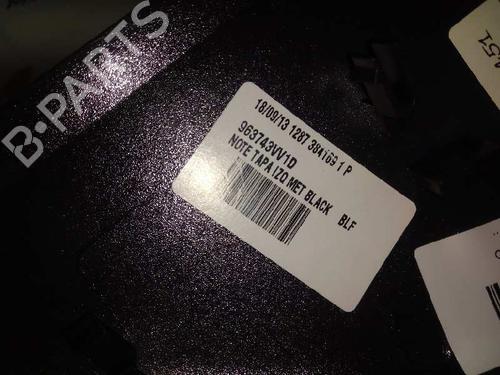 B-PARTS
18/09/13 1287 384169 1 P
963743VV1D
NOTE TAPA IZQ MET BLACK BLF